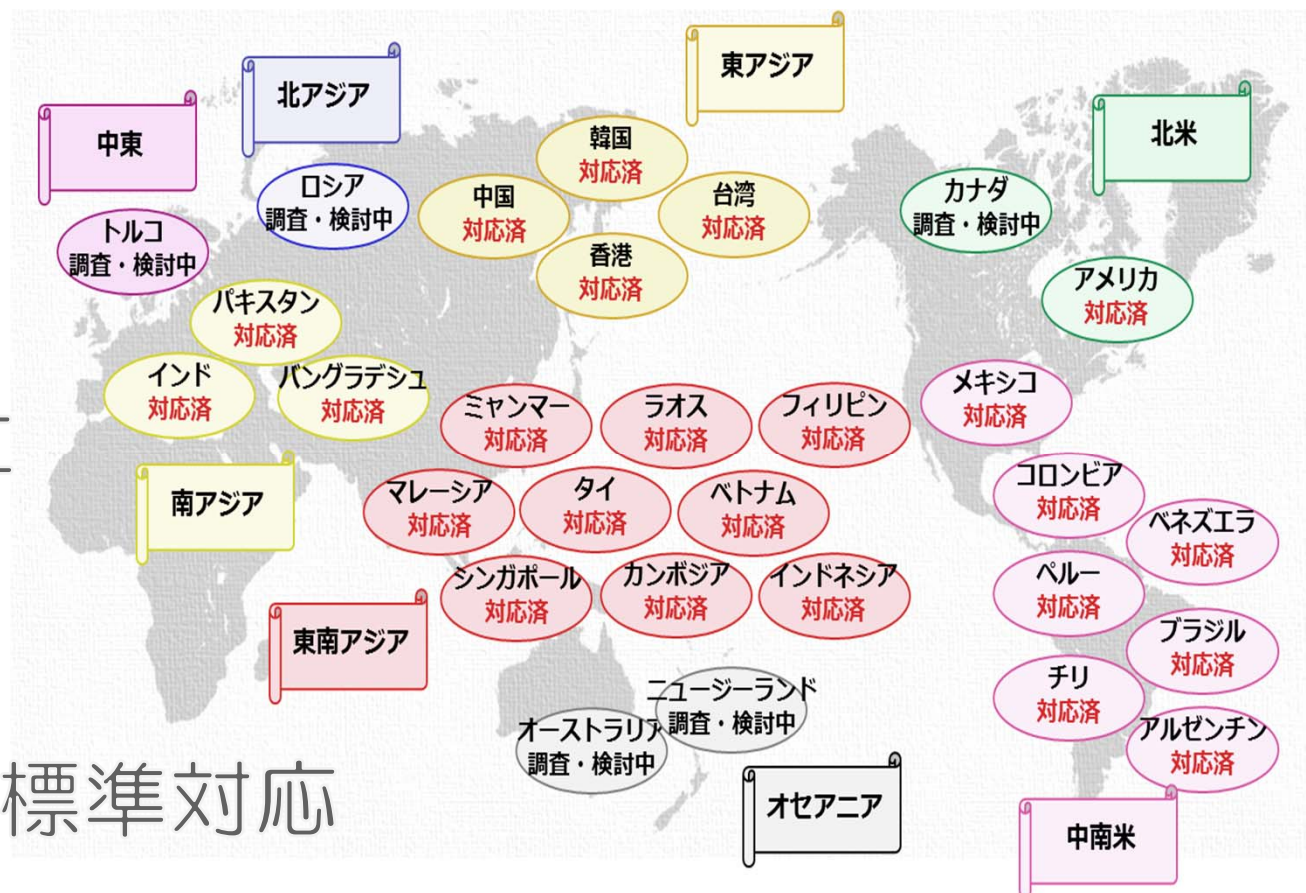 東アジア
北アジア
中東
北米
韓国
対応済
ロシア
調査・検討中
中国
対応済
台湾
対応済
カナダ
調査・検討中
トルコ
調査・検討中
香港
対応済
アメリカ
対応済
パキスタン
対応済
インド
対応済
バングラデシュ
対応済
メキシコ
対応済
ミャンマー
対応済
ラオス
対応済
フィリピン
対応済
南アジア
マレーシア
対応済
タイ
対応済
ベトナム
対応済
コロンビア
対応済
ベネズエラ
対応済
シンガポール
対応済
カンボジア
対応済
インドネシア
対応済
ペルー
対応済
東南アジア
ブラジル
対応済
チリ
対応済
ニュージーランド
調査・検討中
オーストラリア
調査・検討中
アルゼンチン
対応済
オセアニア
標準対応
中南米